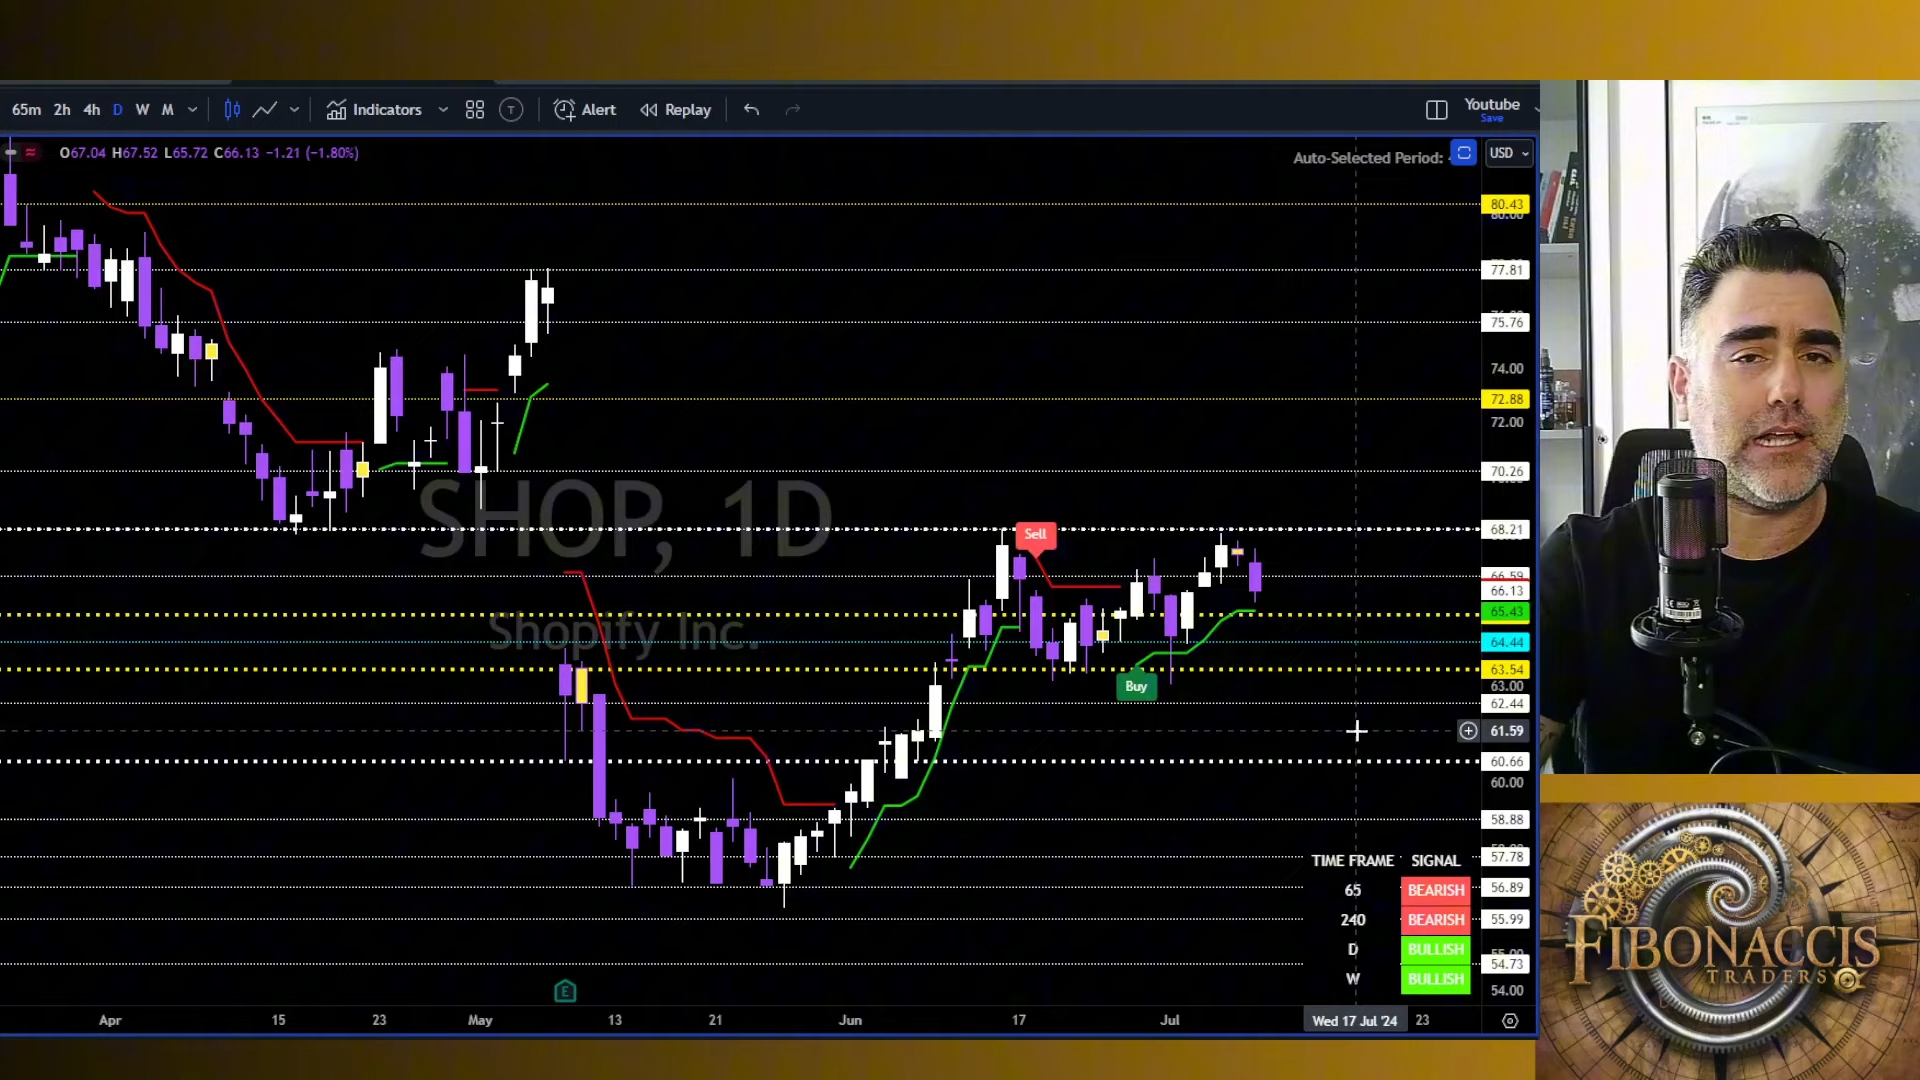 65m 2h 4h D W M Indicators T Alert Replay Youtube
Save
O67.04 H67.52 L65.72 C66.13 −1.21 (−1.80%)
Auto-Selected Period:
USD
80.43
80.00
77.81
75.76
74.00
72.88
72.00
70.26
SHOP, 1D
Shopify Inc.
Sell
68.21
66.59
66.13
65.43
64.44
63.54
63.00
Buy
62.44
61.59
60.66
60.00
58.88
57.78
56.89
55.99
54.73
54.00
TIME FRAME SIGNAL
65 BEARISH
240 BEARISH
D BULLISH
W BULLISH
E
Apr 15 23 May 13 21 Jun 17 Jul Wed 17 Jul '24 23
FIBONACCIS
TRADERS